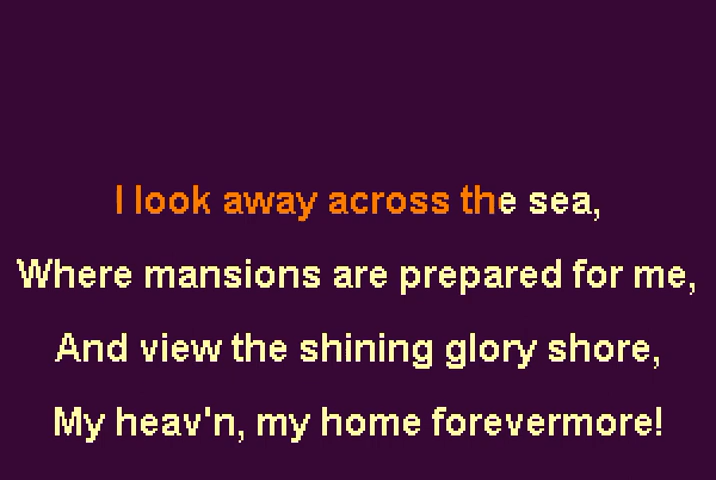 I look away across the sea,
Where mansions are prepared for me,
And view the shining glory shore,
My heav'n, my home forevermore!